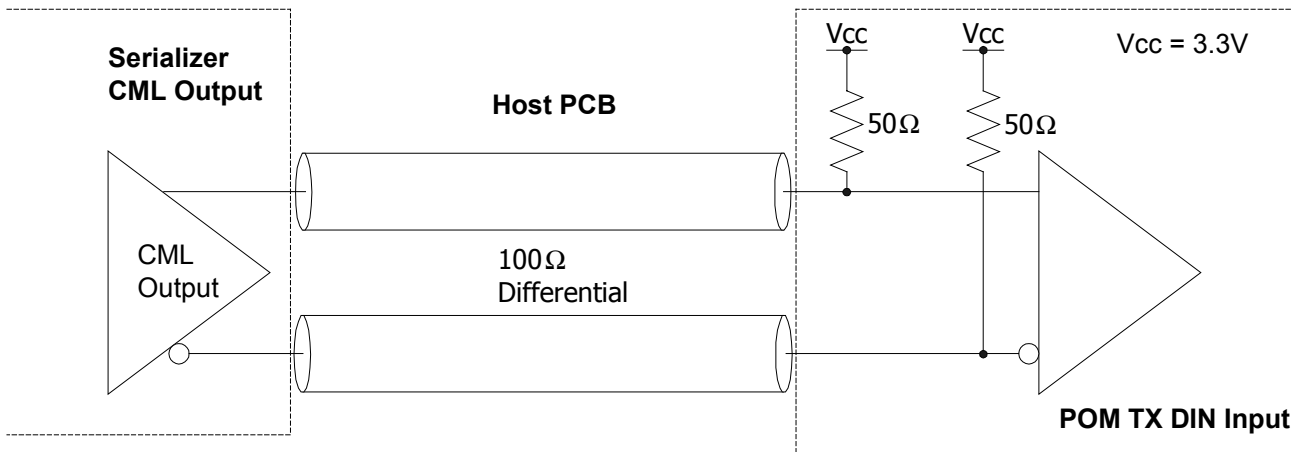 Serializer
CML Output
Host PCB
Vcc
Vcc
Vcc = 3.3V
50Ω
50Ω
CML
Output
100Ω
Differential
POM TX DIN Input